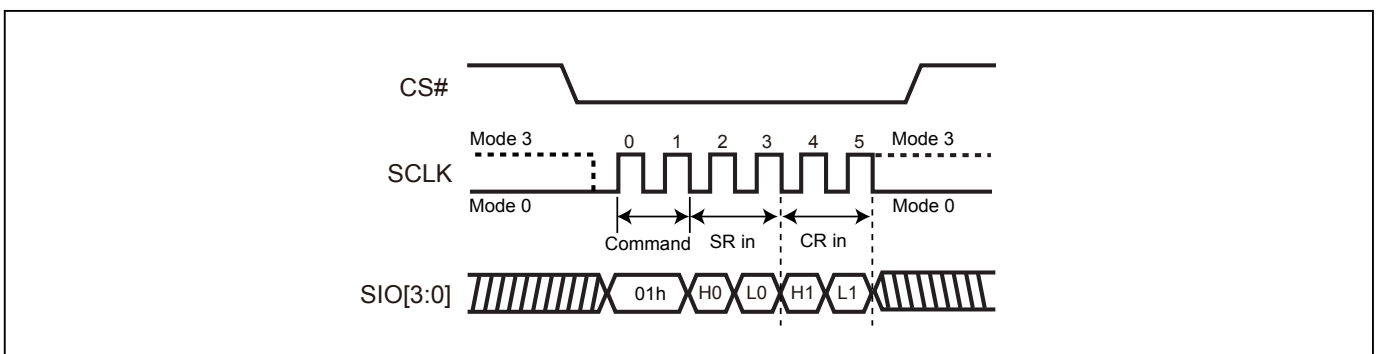 CS#
Mode 3 0 1 2 3 4 5 Mode 3
SCLK
Mode 0 Mode 0
Command SR in CR in
SIO[3:0] 01h H0 L0 H1 L1